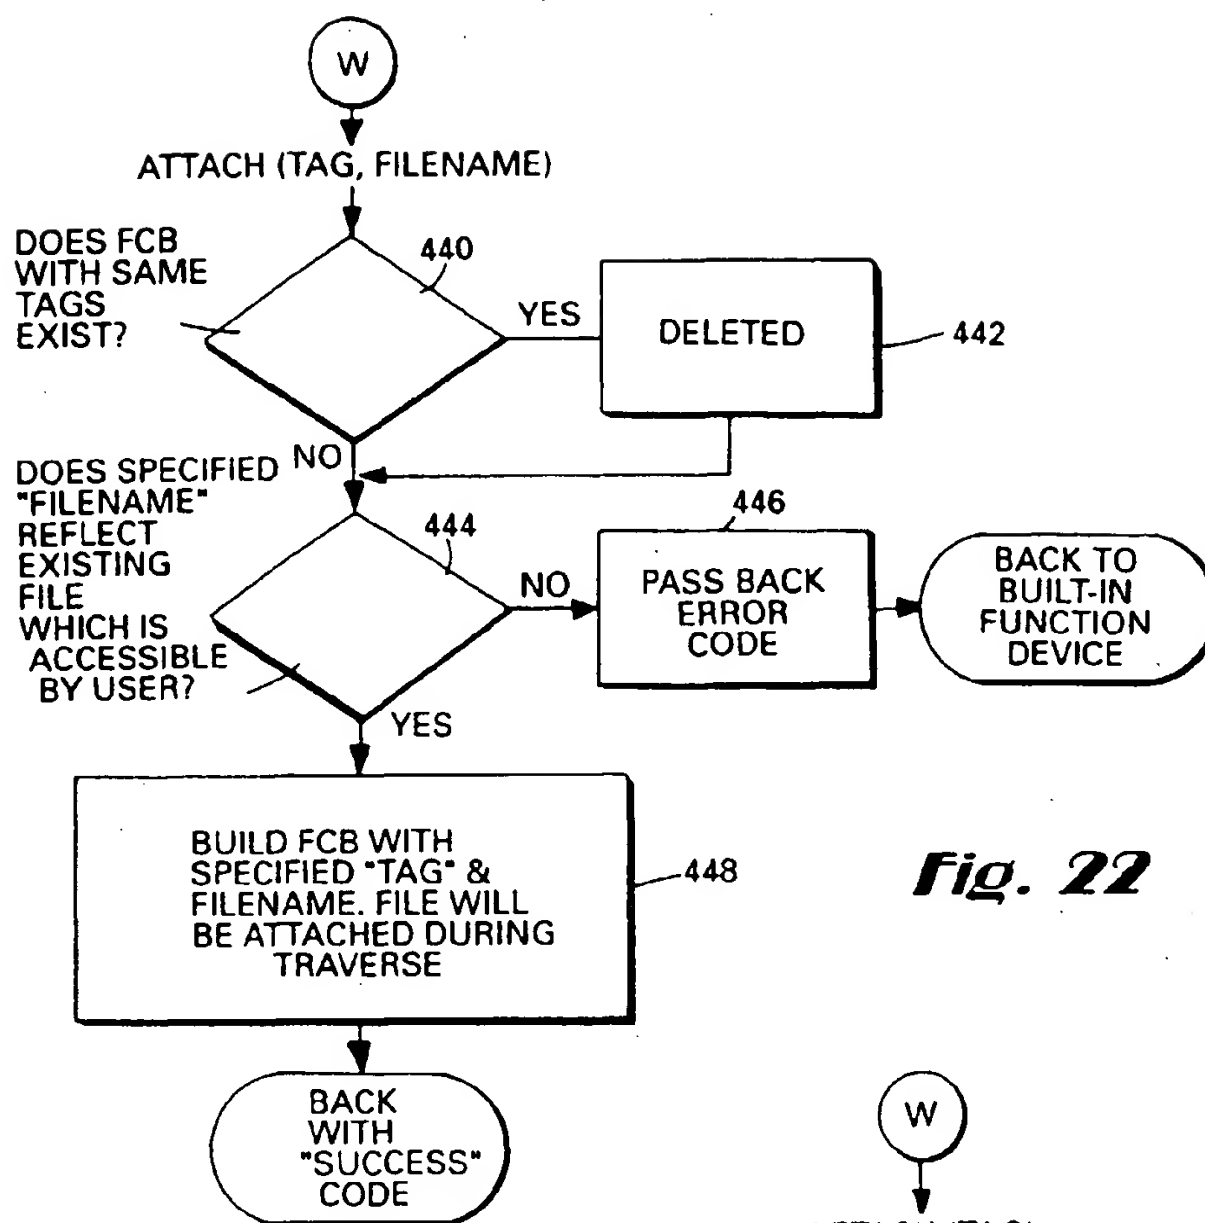 W
ATTACH (TAG, FILENAME)
DOES FCB
WITH SAME
TAGS
EXIST?
440
YES
DELETED
442
NO
DOES SPECIFIED
"FILENAME"
REFLECT
EXISTING
FILE
WHICH IS
ACCESSIBLE
BY USER?
444
NO
446
PASS BACK
ERROR
CODE
BACK TO
BUILT-IN
FUNCTION
DEVICE
YES
BUILD FCB WITH
SPECIFIED "TAG" &
FILENAME. FILE WILL
BE ATTACHED DURING
TRAVERSE
448
Fig. 22
BACK
WITH
"SUCCESS"
CODE
W